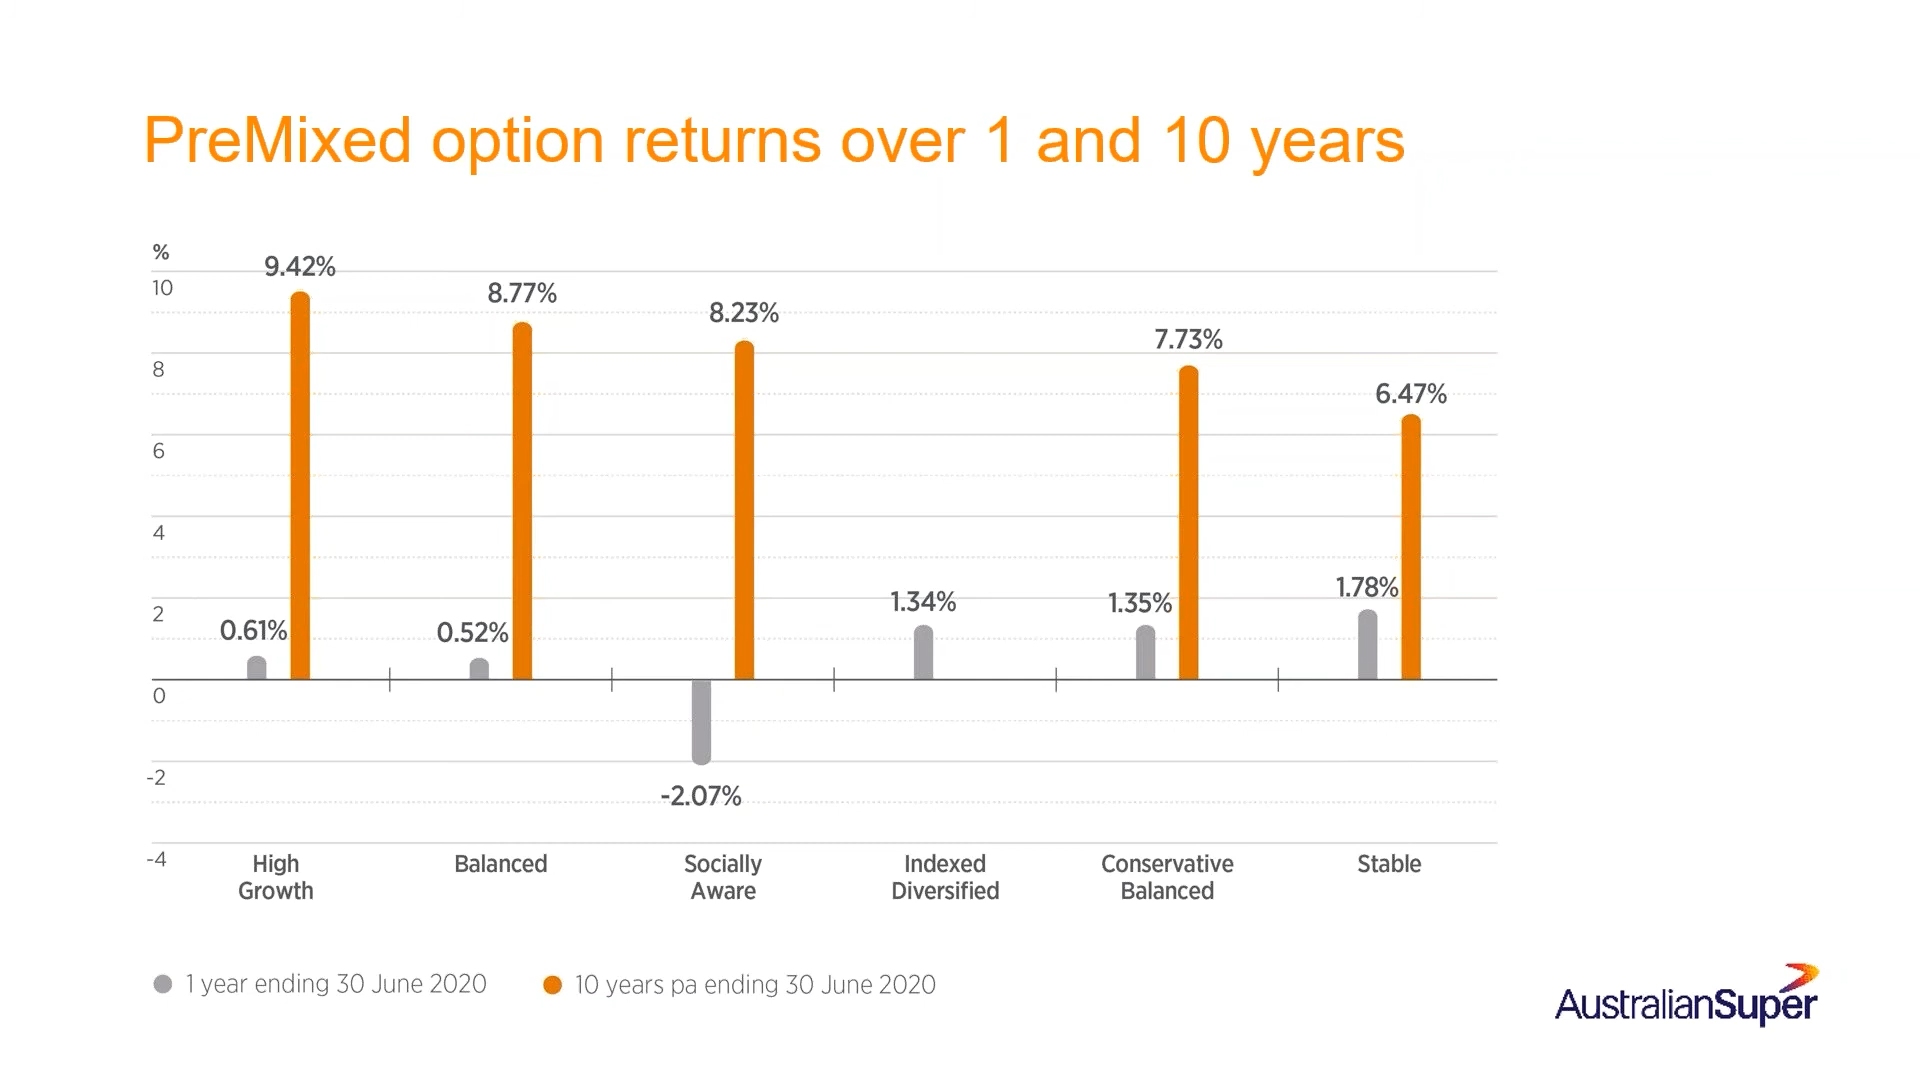 PreMixed option returns over 1 and 10 years
%
10
8
6
4
2
0
-2
-4
9.42%
8.77%
8.23%
7.73%
6.47%
0.61%
0.52%
-2.07%
1.34%
1.35%
1.78%
High
Growth
Balanced
Socially
Aware
Indexed
Diversified
Conservative
Balanced
Stable
1 year ending 30 June 2020
10 years pa ending 30 June 2020
AustralianSuper